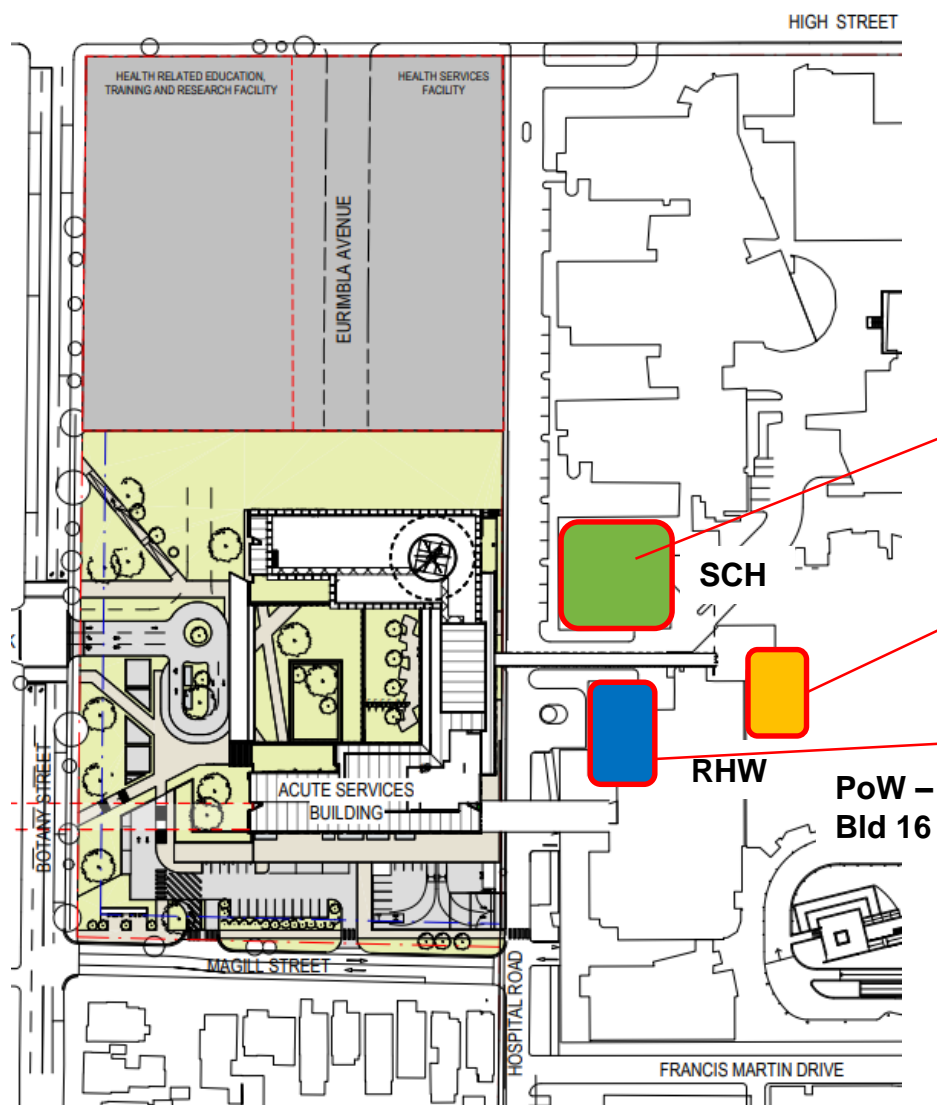 HIGH STREET
HEALTH RELATED EDUCATION,
TRAINING AND RESEARCH FACILITY
HEALTH SERVICES
FACILITY
EURIMBLA AVENUE
SCH
RHW
PoW –
Bld 16
ACUTE SERVICES
BUILDING
BOTANY STREET
MAGILL STREET
HOSPITAL ROAD
FRANCIS MARTIN DRIVE